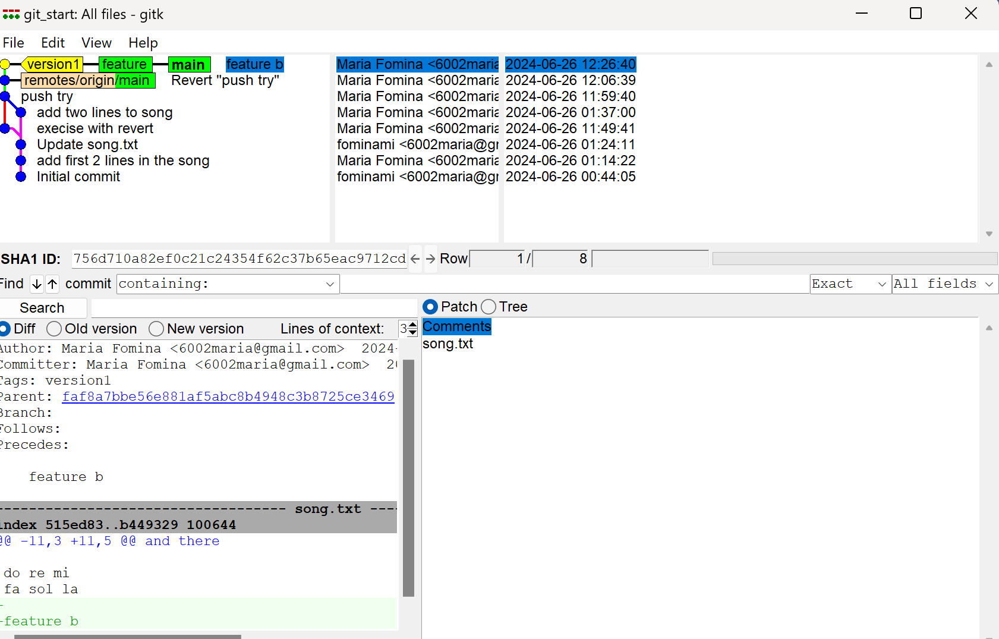 git_start: All files - gitk
File Edit View Help
version1 feature main feature b Maria Fomina <6002maria 2024-06-26 12:26:40
remotes/origin/main Revert "push try" Maria Fomina <6002maria 2024-06-26 12:06:39
push try Maria Fomina <6002maria 2024-06-26 11:59:40
add two lines to song Maria Fomina <6002maria 2024-06-26 01:37:00
execise with revert Maria Fomina <6002maria 2024-06-26 11:49:41
Update song.txt fominami <6002maria@gr 2024-06-26 01:24:11
add first 2 lines in the song Maria Fomina <6002maria 2024-06-26 01:14:22
Initial commit fominami <6002maria@gr 2024-06-26 00:44:05
SHA1 ID: 756d710a82ef0c21c24354f62c37b65eac9712cd ← → Row 1 / 8
Find ↓ ↑ commit containing: Exact All fields
Search Patch Tree
Diff Old version New version Lines of context: 3
Comments
song.txt
Author: Maria Fomina <6002maria@gmail.com> 2024-
Committer: Maria Fomina <6002maria@gmail.com> 20
Tags: version1
Parent: faf8a7bbe56e881af5abc8b4948c3b8725ce3469
Branch:
Follows:
Precedes:
feature b
---------------------------------- song.txt ----
index 515ed83..b449329 100644
@@ -11,3 +11,5 @@ and there
do re mi
fa sol la
+
+feature b